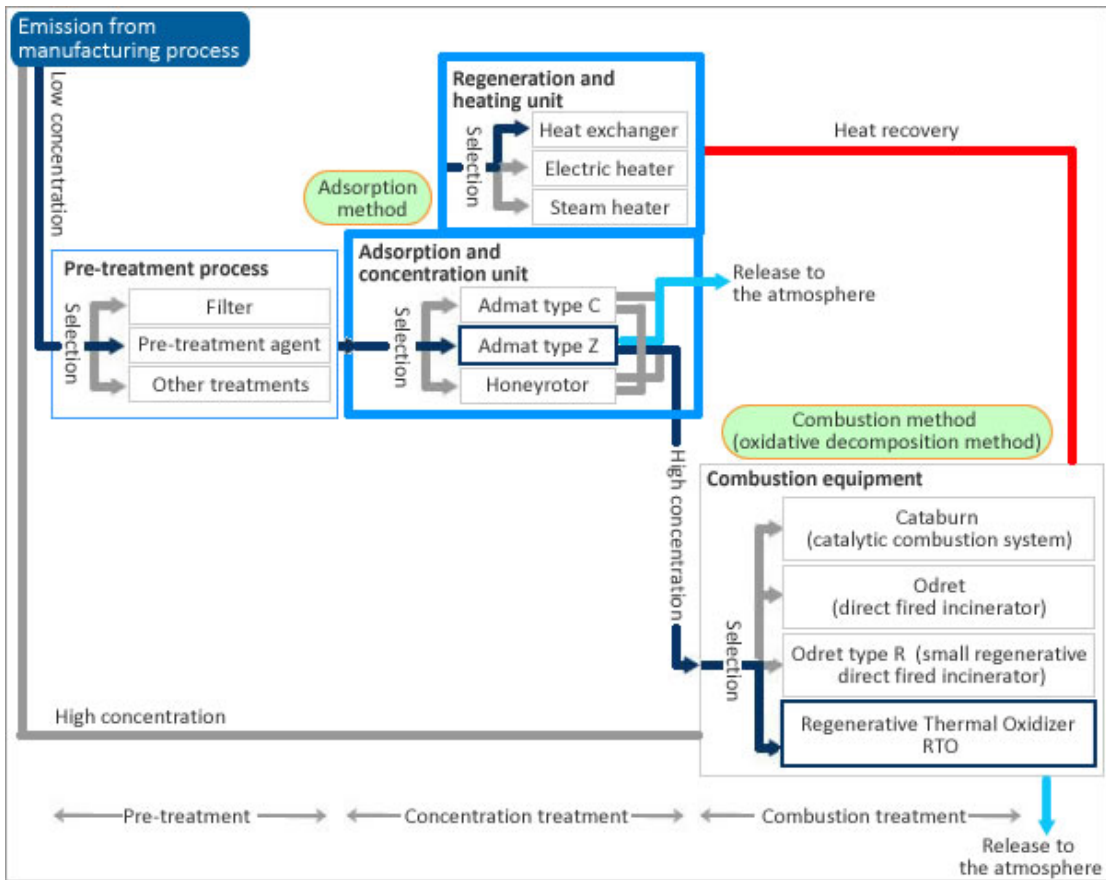 Emission from
manufacturing process
Low concentration
Regeneration and
heating unit
Selection
Heat exchanger
Electric heater
Steam heater
Heat recovery
Adsorption
method
Pre-treatment process
Selection
Filter
Pre-treatment agent
Other treatments
Adsorption and
concentration unit
Selection
Admat type C
Admat type Z
Honeyrotor
Release to
the atmosphere
High concentration
Combustion method
(oxidative decomposition method)
Combustion equipment
Selection
Cataburn
(catalytic combustion system)
Odret
(direct fired incinerator)
Odret type R (small regenerative
direct fired incinerator)
Regenerative Thermal Oxidizer
RTO
High concentration
Pre-treatment
Concentration treatment
Combustion treatment
Release to
the atmosphere